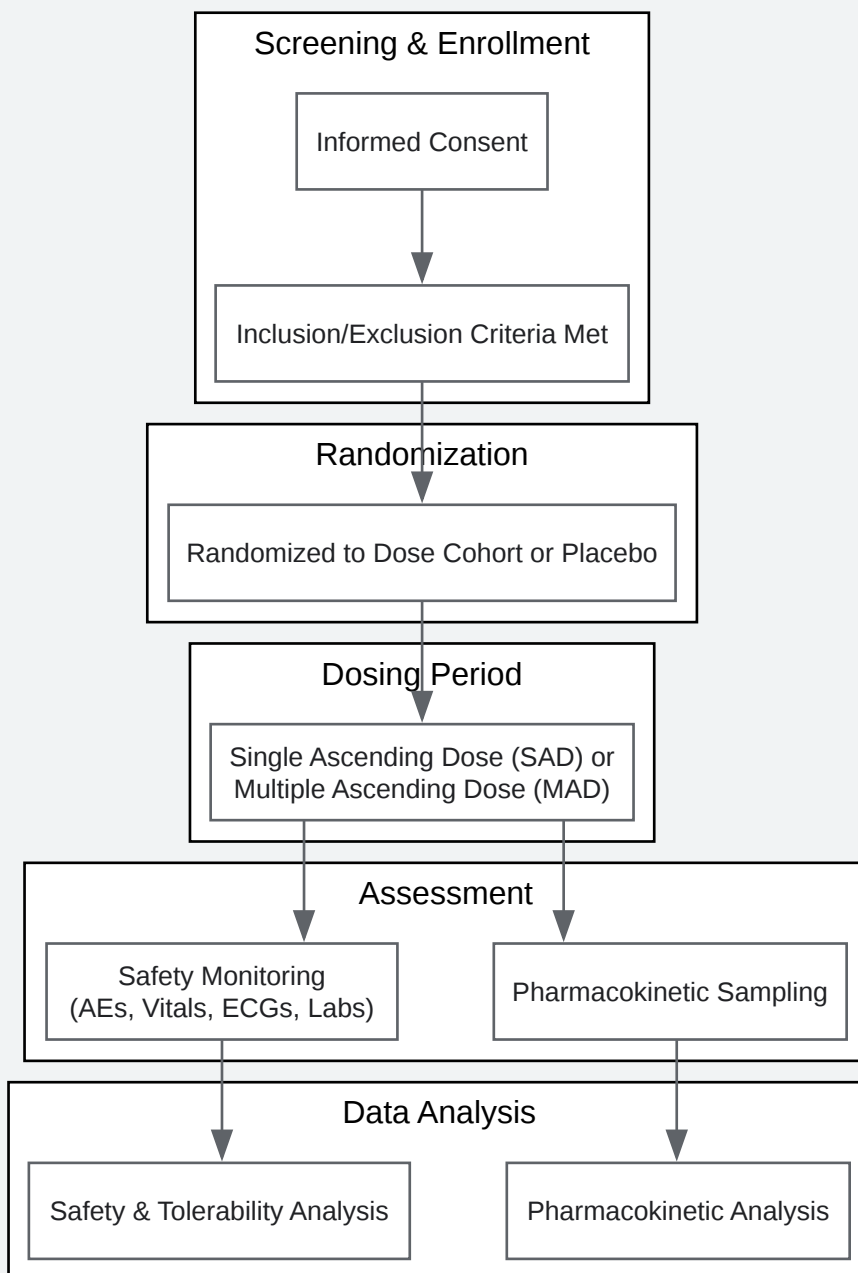 Screening & Enrollment
Informed Consent
Inclusion/Exclusion Criteria Met
Randomization
Randomized to Dose Cohort or Placebo
Dosing Period
Single Ascending Dose (SAD) or
Multiple Ascending Dose (MAD)
Assessment
Safety Monitoring
(AEs, Vitals, ECGs, Labs)
Pharmacokinetic Sampling
Data Analysis
Safety & Tolerability Analysis
Pharmacokinetic Analysis